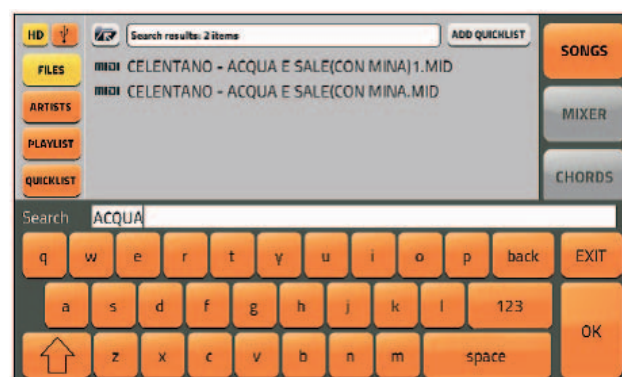 HD
Search results: 2 items
ADD QUICKLIST
SONGS
FILES
MIDI CELENTANO - ACQUA E SALE(CON MINA)1.MID
ARTISTS
MIDI CELENTANO - ACQUA E SALE(CON MINA.MID
MIXER
PLAYLIST
QUICKLIST
CHORDS
Search ACQUA
q w e r t y u i o p back EXIT
a s d f g h j k l 123
OK
z x c v b n m space